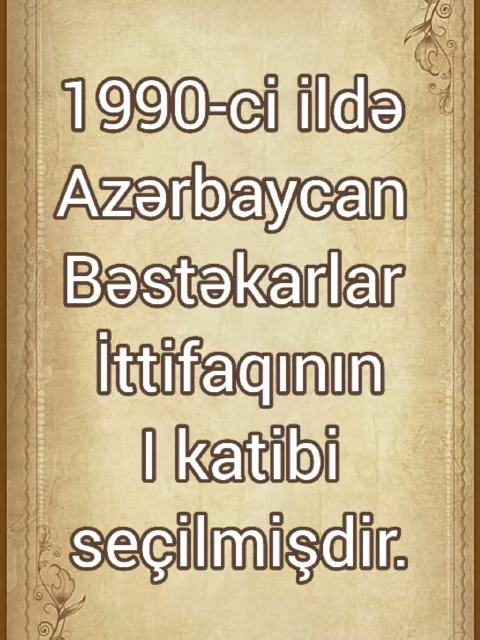 1990-ci ildə
Azərbaycan
Bəstəkarlar
İttifaqının
I katibi
seçilmişdir.